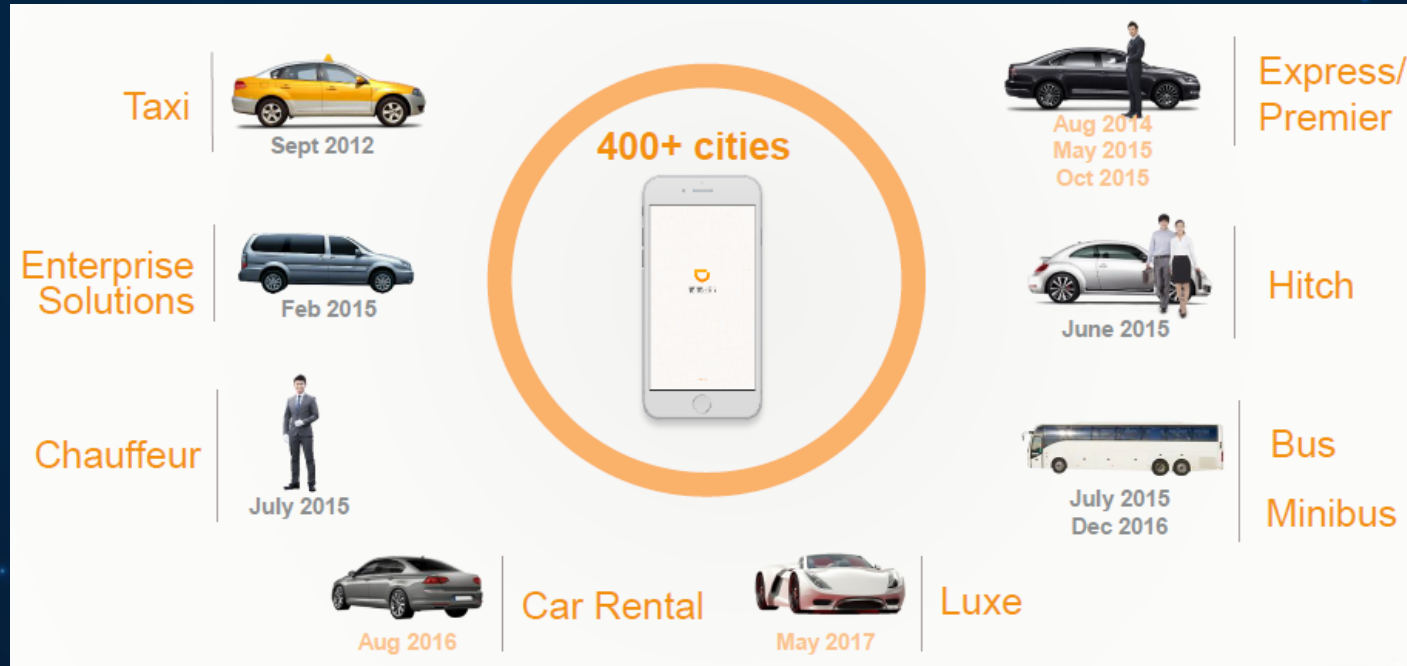 Taxi
Sept 2012
Enterprise
Solutions
Feb 2015
Chauffeur
July 2015
400+ cities
Express/
Premier
Aug 2014
May 2015
Oct 2015
Hitch
June 2015
Bus
Minibus
July 2015
Dec 2016
Aug 2016
Car Rental
May 2017
Luxe